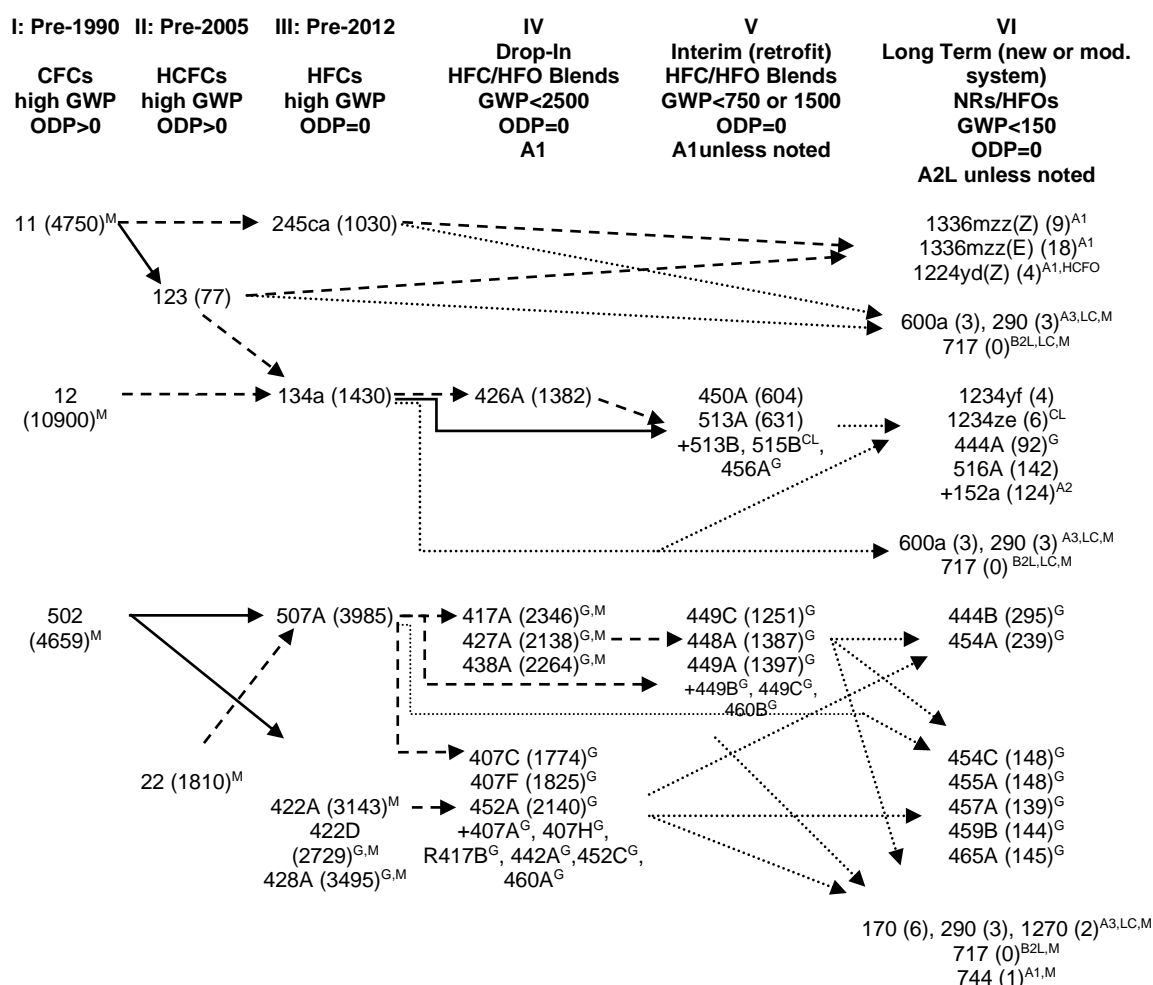 I: Pre-1990
CFCs
high GWP
ODP>0
II: Pre-2005
HCFCs
high GWP
ODP>0
III: Pre-2012
HFCs
high GWP
ODP=0
IV
Drop-In
HFC/HFO Blends
GWP<2500
ODP=0
A1
V
Interim (retrofit)
HFC/HFO Blends
GWP<750 or 1500
ODP=0
A1unless noted
VI
Long Term (new or mod.
system)
NRs/HFOs
GWP<150
ODP=0
A2L unless noted
11 (4750)M
245ca (1030)
1336mzz(Z) (9)A1
1336mzz(E) (18)A1
1224yd(Z) (4)A1,HCFO
123 (77)
600a (3), 290 (3)A3,LC,M
717 (0)B2L,LC,M
12
(10900)M
134a (1430)
426A (1382)
450A (604)
513A (631)
+513B, 515BCL,
456AG
1234yf (4)
1234ze (6)CL
444A (92)G
516A (142)
+152a (124)A2
600a (3), 290 (3) A3,LC,M
717 (0) B2L,LC,M
502
(4659)M
507A (3985)
417A (2346)G,M
427A (2138)G,M
438A (2264)G,M
449C (1251)G
448A (1387)G
449A (1397)G
+449BG, 449CG,
460BG
444B (295)G
454A (239)G
22 (1810)M
422A (3143)M
422D
(2729)G,M
428A (3495)G,M
407C (1774)G
407F (1825)G
452A (2140)G
+407AG, 407HG,
R417BG, 442AG,452CG,
460AG
454C (148)G
455A (148)G
457A (139)G
459B (144)G
465A (145)G
170 (6), 290 (3), 1270 (2)A3,LC,M
717 (0)B2L,M
744 (1)A1,M